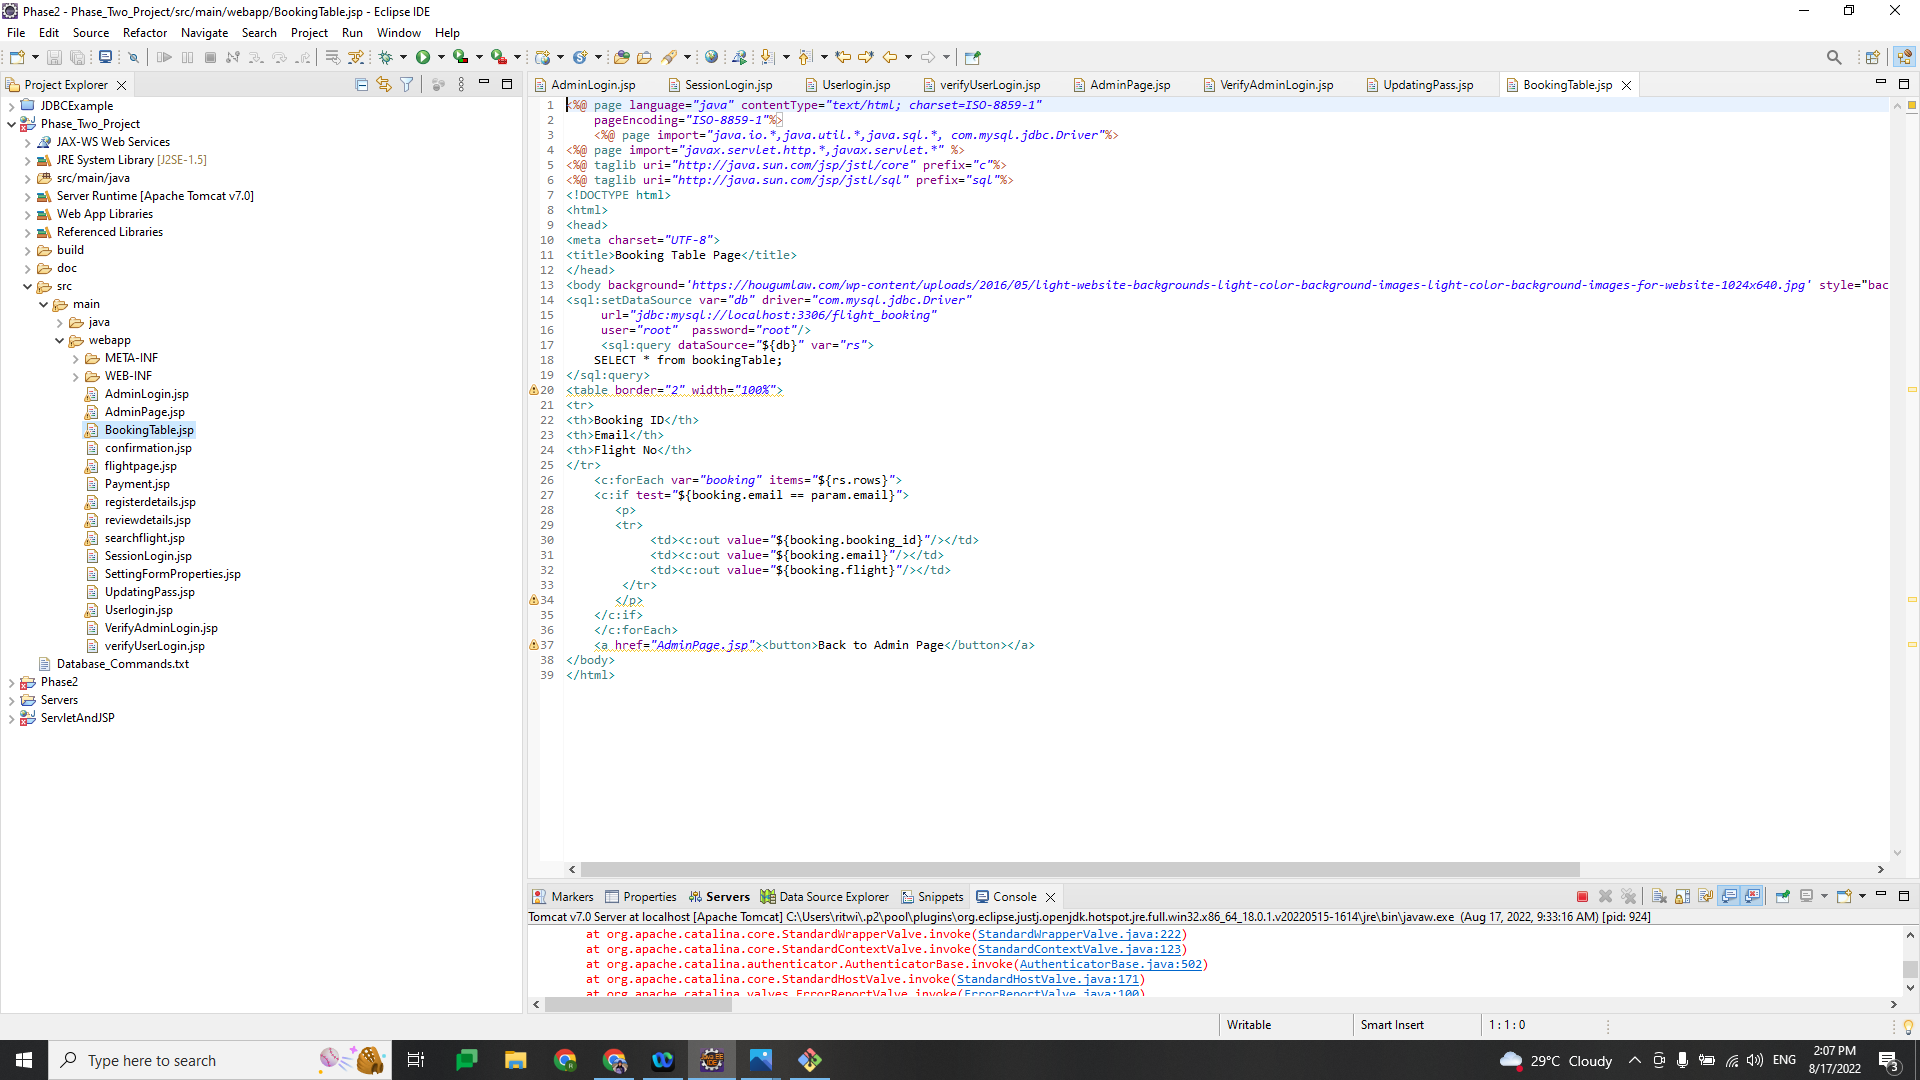 Phase2 - Phase_Two_Project/src/main/webapp/BookingTable.jsp - Eclipse IDE
File Edit Source Refactor Navigate Search Project Run Window Help
Project Explorer
JDBCExample
Phase_Two_Project
JAX-WS Web Services
JRE System Library [J2SE-1.5]
src/main/java
Server Runtime [Apache Tomcat v7.0]
Web App Libraries
Referenced Libraries
build
doc
src
main
java
webapp
META-INF
WEB-INF
AdminLogin.jsp
AdminPage.jsp
BookingTable.jsp
confirmation.jsp
flightpage.jsp
Payment.jsp
registerdetails.jsp
reviewdetails.jsp
searchflight.jsp
SessionLogin.jsp
SettingFormProperties.jsp
UpdatingPass.jsp
Userlogin.jsp
VerifyAdminLogin.jsp
verifyUserLogin.jsp
Database_Commands.txt
Phase2
Servers
ServletAndJSP
AdminLogin.jsp SessionLogin.jsp Userlogin.jsp verifyUserLogin.jsp AdminPage.jsp VerifyAdminLogin.jsp UpdatingPass.jsp BookingTable.jsp
1 <%@ page language="java" contentType="text/html; charset=ISO-8859-1"
2 pageEncoding="ISO-8859-1"%>
3 <%@ page import="java.io.*,java.util.*,java.sql.*, com.mysql.jdbc.Driver"%>
4 <%@ page import="javax.servlet.http.*,javax.servlet.*" %>
5 <%@ taglib uri="http://java.sun.com/jsp/jstl/core" prefix="c"%>
6 <%@ taglib uri="http://java.sun.com/jsp/jstl/sql" prefix="sql"%>
7 <!DOCTYPE html>
8 <html>
9 <head>
10 <meta charset="UTF-8">
11 <title>Booking Table Page</title>
12 </head>
13 <body background='https://hougumlaw.com/wp-content/uploads/2016/05/light-website-backgrounds-light-color-background-images-light-color-background-images-for-website-1024x640.jpg' style="bac
14 <sql:setDataSource var="db" driver="com.mysql.jdbc.Driver"
15 url="jdbc:mysql://localhost:3306/flight_booking"
16 user="root" password="root"/>
17 <sql:query dataSource="${db}" var="rs">
18 SELECT * from bookingTable;
19 </sql:query>
20 <table border="2" width="100%">
21 <tr>
22 <th>Booking ID</th>
23 <th>Email</th>
24 <th>Flight No</th>
25 </tr>
26 <c:forEach var="booking" items="${rs.rows}">
27 <c:if test="${booking.email == param.email}">
28 <p>
29 <tr>
30 <td><c:out value="${booking.booking_id}"/></td>
31 <td><c:out value="${booking.email}"/></td>
32 <td><c:out value="${booking.flight}"/></td>
33 </tr>
34 </p>
35 </c:if>
36 </c:forEach>
37 <a href="AdminPage.jsp"><button>Back to Admin Page</button></a>
38 </body>
39 </html>
Markers Properties Servers Data Source Explorer Snippets Console
Tomcat v7.0 Server at localhost [Apache Tomcat] C:\Users\ritwi\.p2\pool\plugins\org.eclipse.justj.openjdk.hotspot.jre.full.win32.x86_64_18.0.1.v20220515-1614\jre\bin\javaw.exe (Aug 17, 2022, 9:33:16 AM) [pid: 924]
at org.apache.catalina.core.StandardWrapperValve.invoke(StandardWrapperValve.java:222)
at org.apache.catalina.core.StandardContextValve.invoke(StandardContextValve.java:123)
at org.apache.catalina.authenticator.AuthenticatorBase.invoke(AuthenticatorBase.java:502)
at org.apache.catalina.core.StandardHostValve.invoke(StandardHostValve.java:171)
at org.apache.catalina.valves.ErrorReportValve.invoke(ErrorReportValve.java:100)
Writable Smart Insert 1 : 1 : 0
Type here to search
29°C Cloudy ENG 2:07 PM
8/17/2022
3